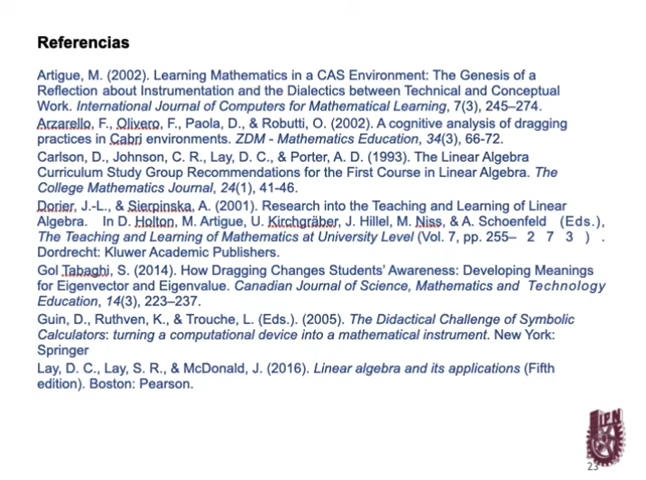 Referencias
Artigue, M. (2002). Learning Mathematics in a CAS Environment: The Genesis of a
Reflection about Instrumentation and the Dialectics between Technical and Conceptual
Work. International Journal of Computers for Mathematical Learning, 7(3), 245–274.
Arzarello, F., Olivero, F., Paola, D., & Robutti, O. (2002). A cognitive analysis of dragging
practices in Cabri environments. ZDM - Mathematics Education, 34(3), 66-72.
Carlson, D., Johnson, C. R., Lay, D. C., & Porter, A. D. (1993). The Linear Algebra
Curriculum Study Group Recommendations for the First Course in Linear Algebra. The
College Mathematics Journal, 24(1), 41-46.
Dorier, J.-L., & Sierpinska, A. (2001). Research into the Teaching and Learning of Linear
Algebra. In D. Holton, M. Artigue, U. Kirchgräber, J. Hillel, M. Niss, & A. Schoenfeld (Eds.),
The Teaching and Learning of Mathematics at University Level (Vol. 7, pp. 255– 2 7 3 ) .
Dordrecht: Kluwer Academic Publishers.
Gol Tabaghi, S. (2014). How Dragging Changes Students' Awareness: Developing Meanings
for Eigenvector and Eigenvalue. Canadian Journal of Science, Mathematics and Technology
Education, 14(3), 223–237.
Guin, D., Ruthven, K., & Trouche, L. (Eds.). (2005). The Didactical Challenge of Symbolic
Calculators: turning a computational device into a mathematical instrument. New York:
Springer
Lay, D. C., Lay, S. R., & McDonald, J. (2016). Linear algebra and its applications (Fifth
edition). Boston: Pearson.
IPN
23